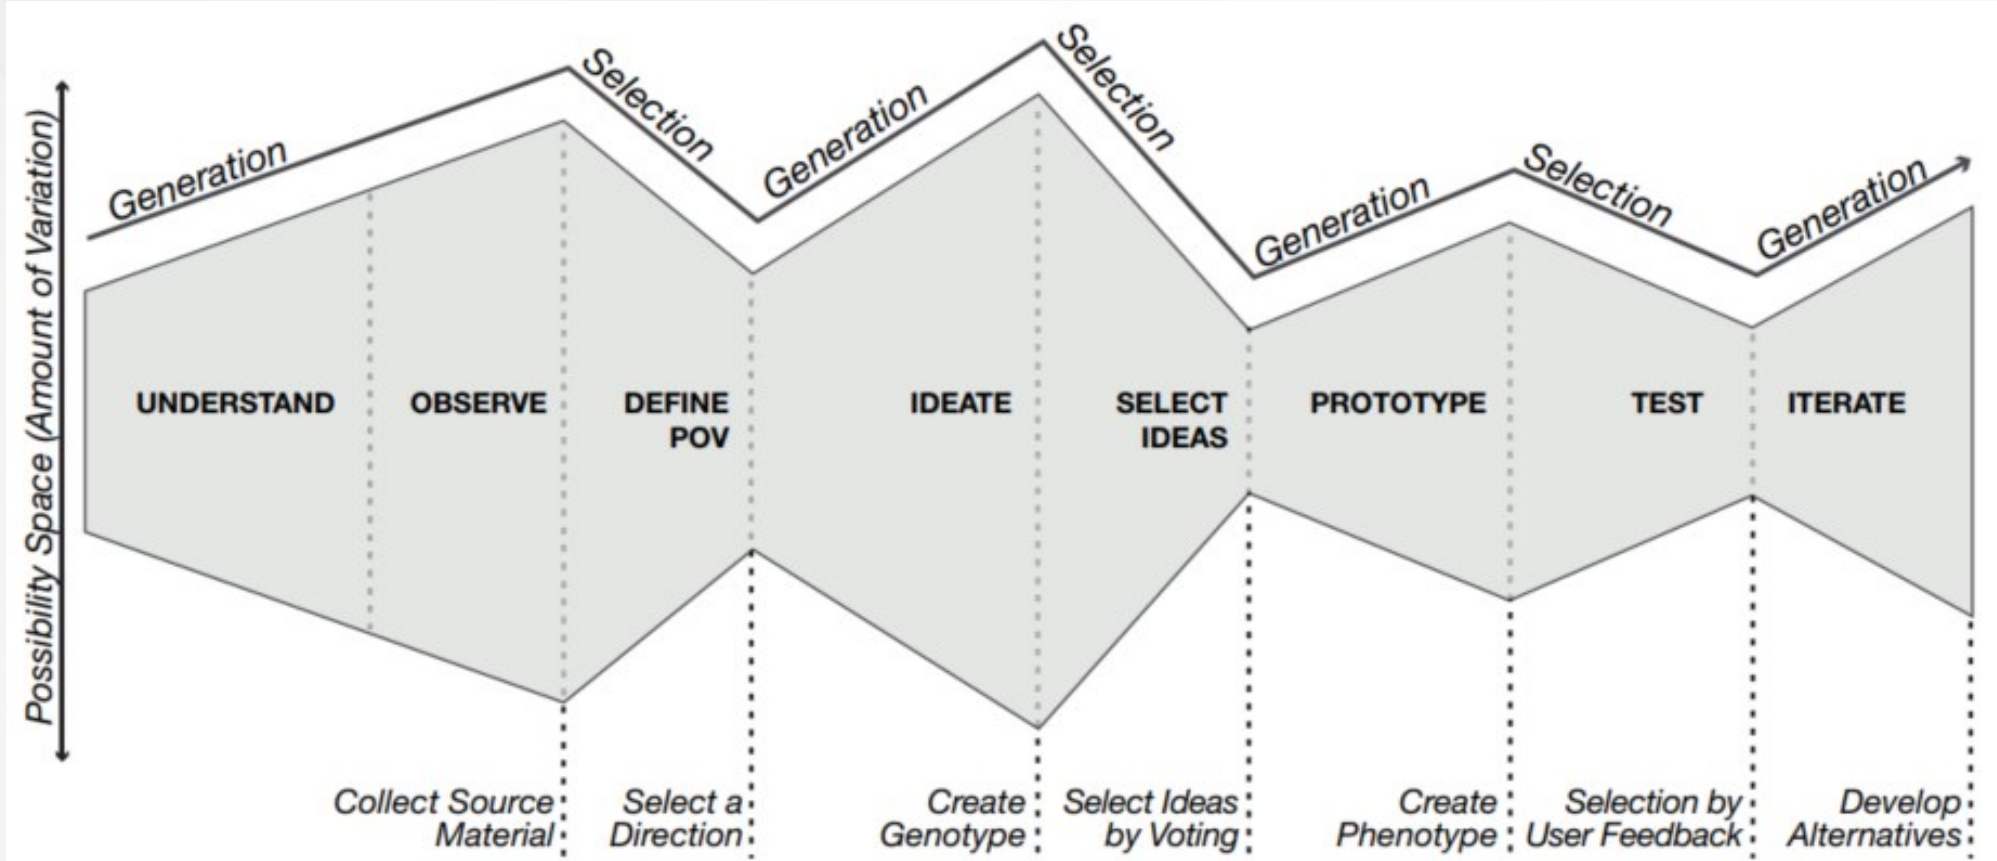 Possibility Space (Amount of Variation)
Generation
Selection
Generation
Selection
Generation
Selection
Generation
UNDERSTAND
OBSERVE
DEFINE
POV
IDEATE
SELECT
IDEAS
PROTOTYPE
TEST
ITERATE
Collect Source
Material
Select a
Direction
Create
Genotype
Select Ideas
by Voting
Create
Phenotype
Selection by
User Feedback
Develop
Alternatives